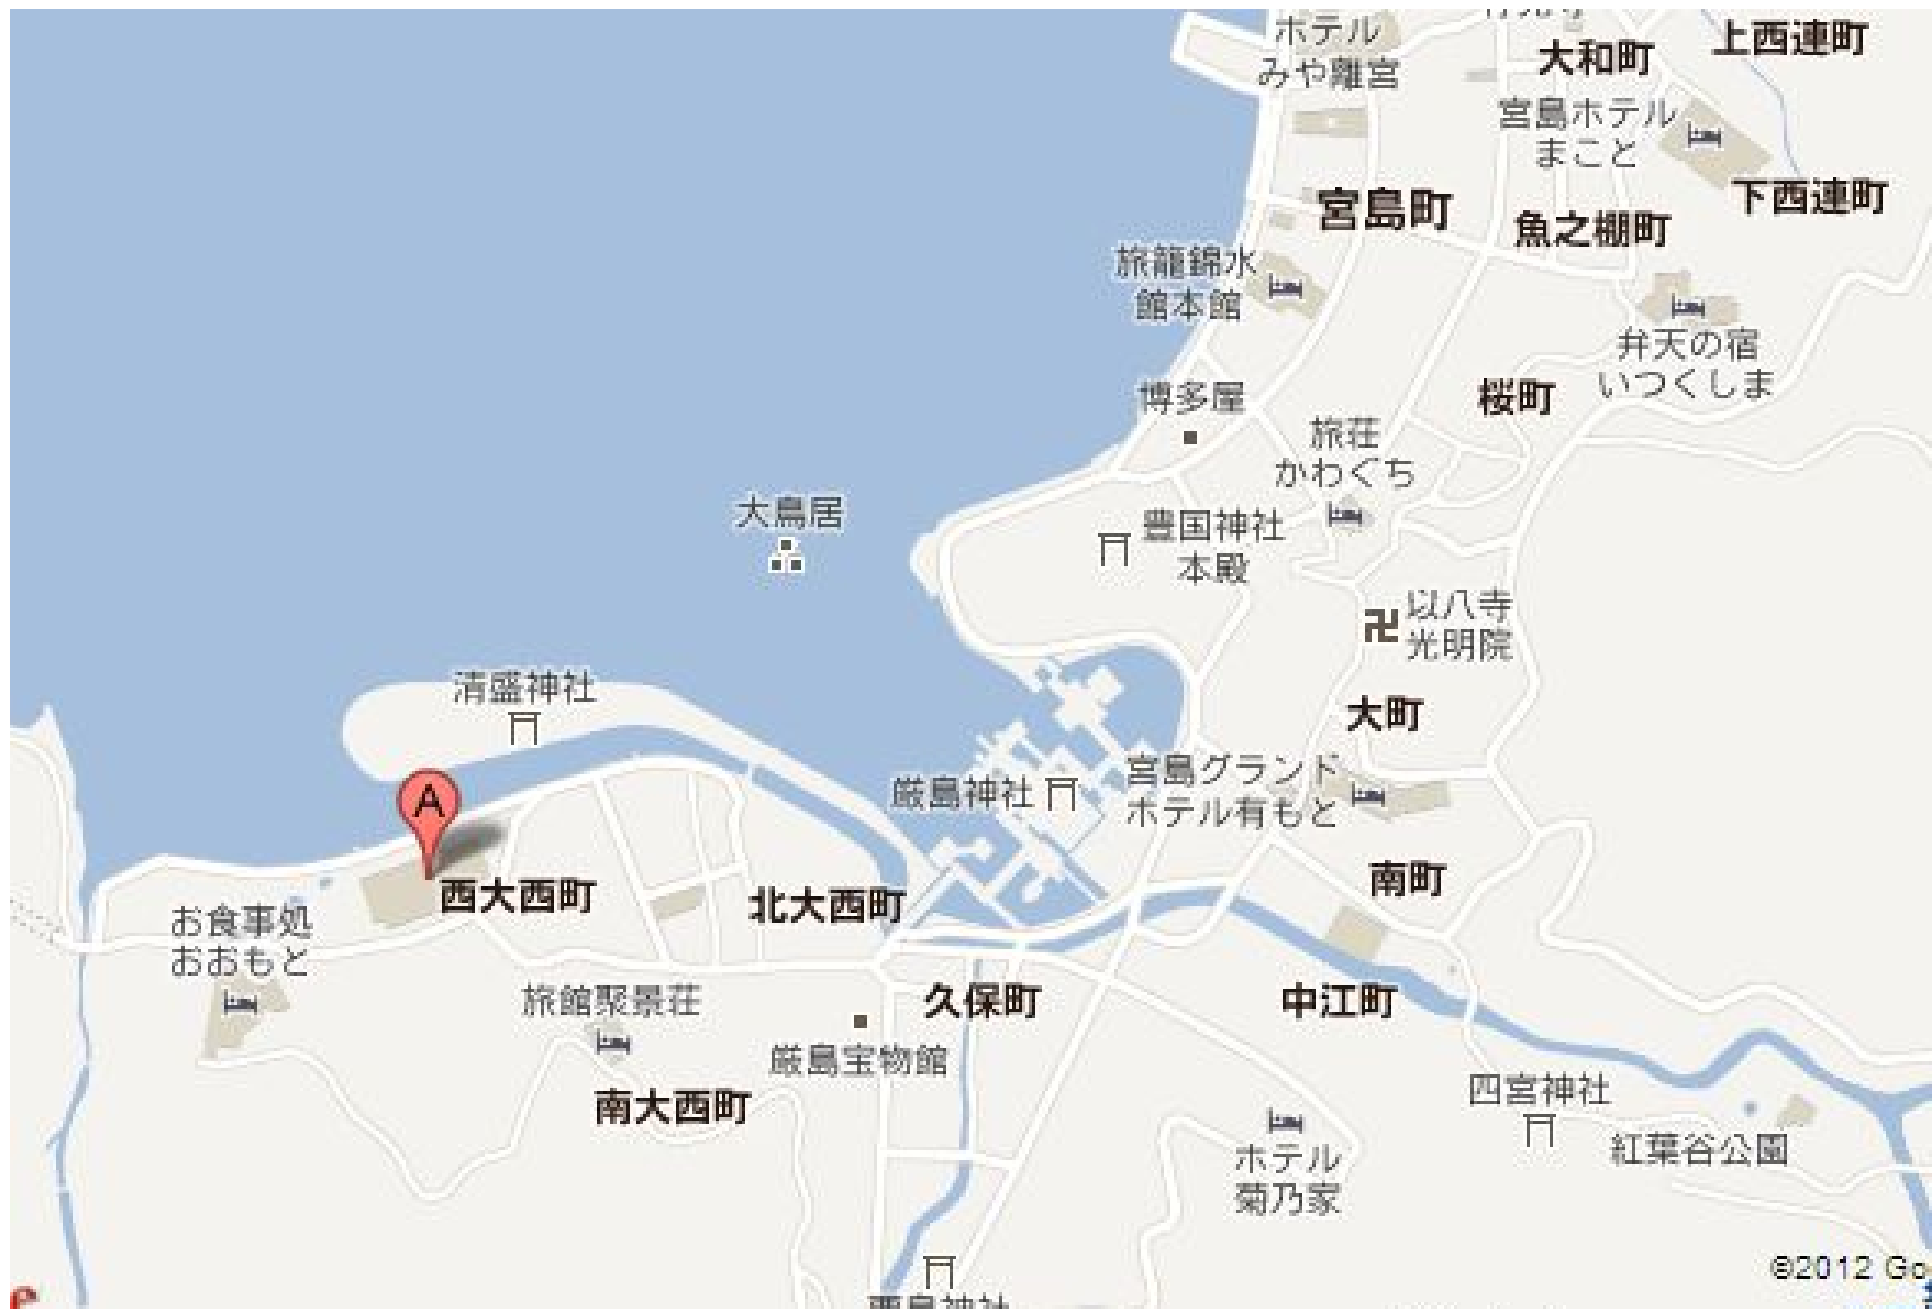 ホテル
みや離宮
大和町
上西連町
宮島ホテル
まこと
下西連町
宮島町
魚之棚町
旅籠錦水
館本館
弁天の宿
いつくしま
博多屋
桜町
旅荘
かわぐち
大鳥居
豊国神社
本殿
以八寺
光明院
清盛神社
大町
厳島神社
宮島グランド
ホテル有もと
A
西大西町
北大西町
南町
お食事処
おおもと
旅館聚景荘
久保町
中江町
厳島宝物館
南大西町
四宮神社
紅葉谷公園
ホテル
菊乃家
©2012 Go